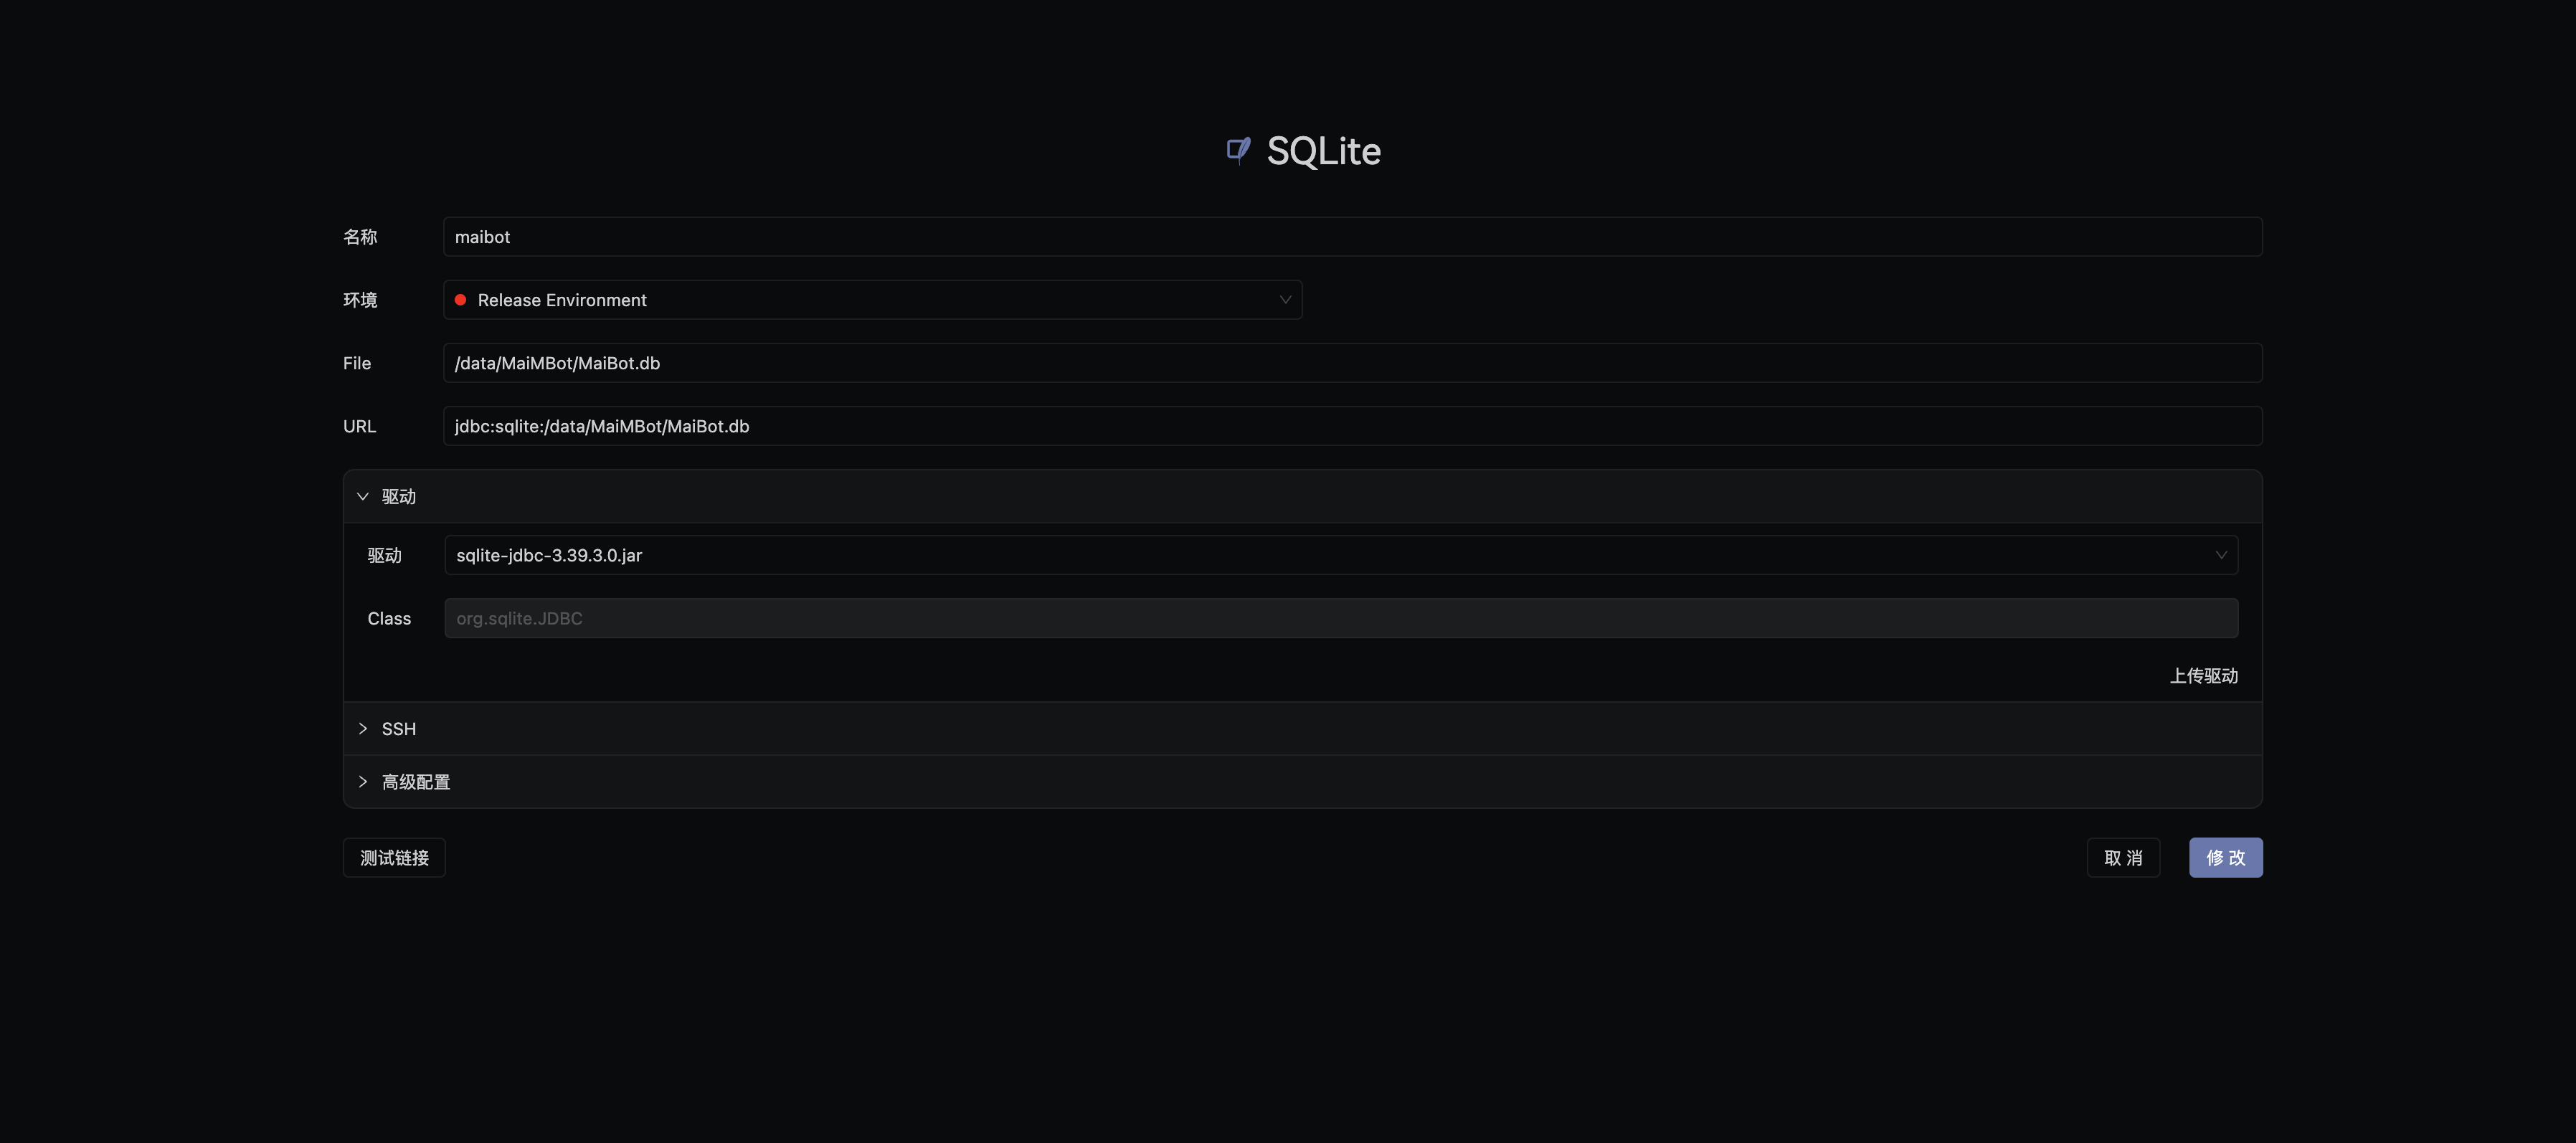 SQLite
名称 maibot
环境 Release Environment
File /data/MaiMBot/MaiBot.db
URL jdbc:sqlite:/data/MaiMBot/MaiBot.db
驱动
驱动 sqlite-jdbc-3.39.3.0.jar
Class org.sqlite.JDBC
上传驱动
SSH
高级配置
测试链接 取 消 修 改